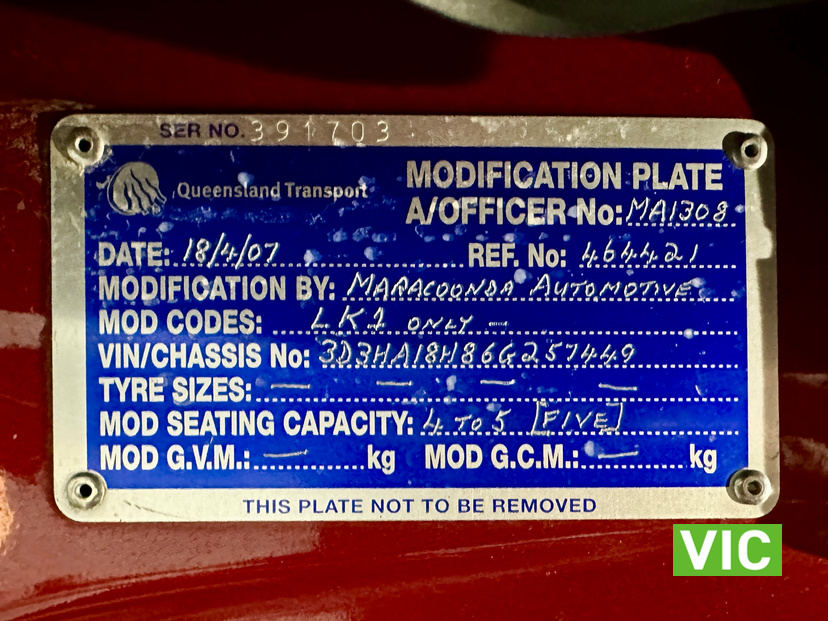 SER NO. 391703
Queensland Transport
MODIFICATION PLATE
A/OFFICER No: MA1308
DATE: 18/4/07 REF. No: 464421
MODIFICATION BY: MARACOONDA AUTOMOTIVE
MOD CODES: LK1 ONLY —
VIN/CHASSIS No: 3D3HA18H86G257449
TYRE SIZES: — — — —
MOD SEATING CAPACITY: 4 TO 5 [FIVE]
MOD G.V.M.: — kg MOD G.C.M.: — kg
THIS PLATE NOT TO BE REMOVED
VIC